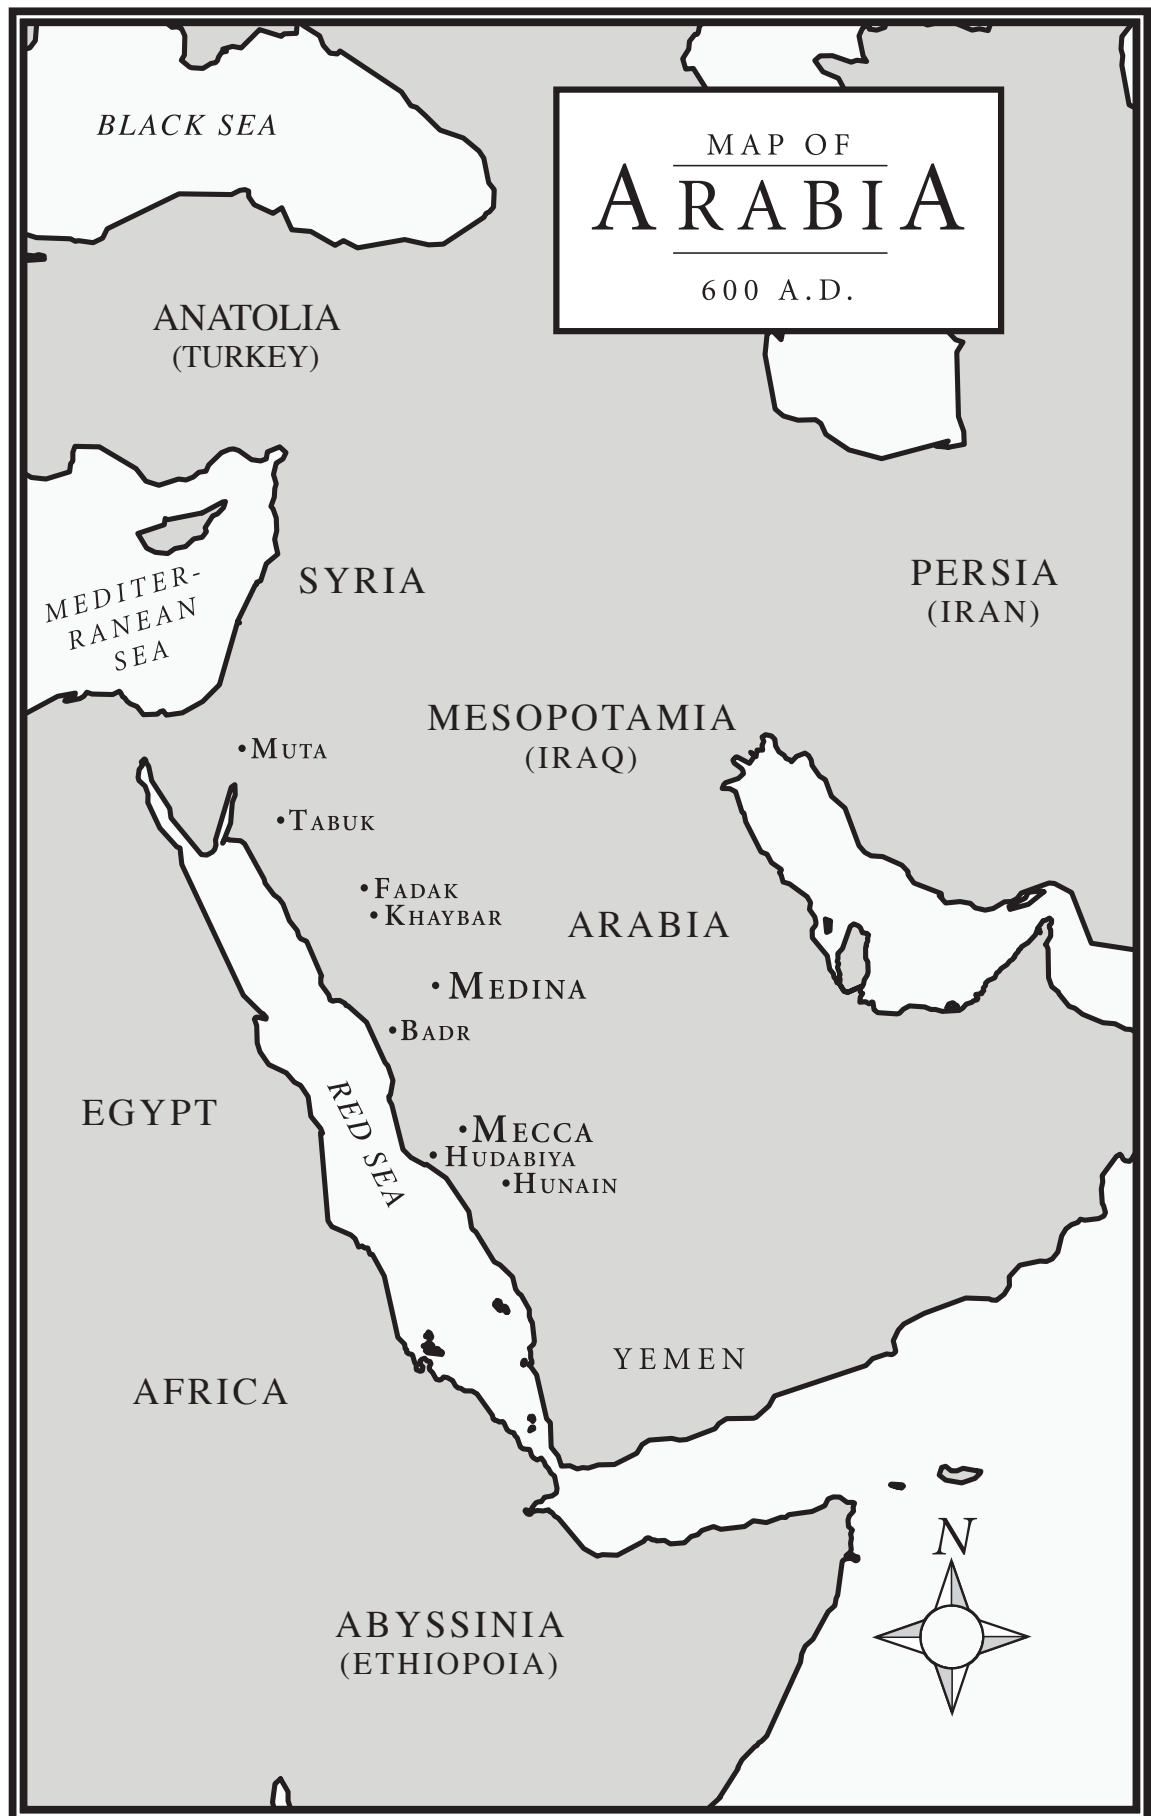 BLACK SEA
MAP OF
ARABIA
600 A.D.
ANATOLIA
(TURKEY)
SYRIA
PERSIA
(IRAN)
MEDITER-
RANEAN
SEA
MESOPOTAMIA
(IRAQ)
•MUTA
•TABUK
•FADAK
•KHAYBAR
ARABIA
•MEDINA
•BADR
RED SEA
EGYPT
•MECCA
•HUDABIYA
•HUNAIN
YEMEN
AFRICA
N
ABYSSINIA
(ETHIOPOIA)